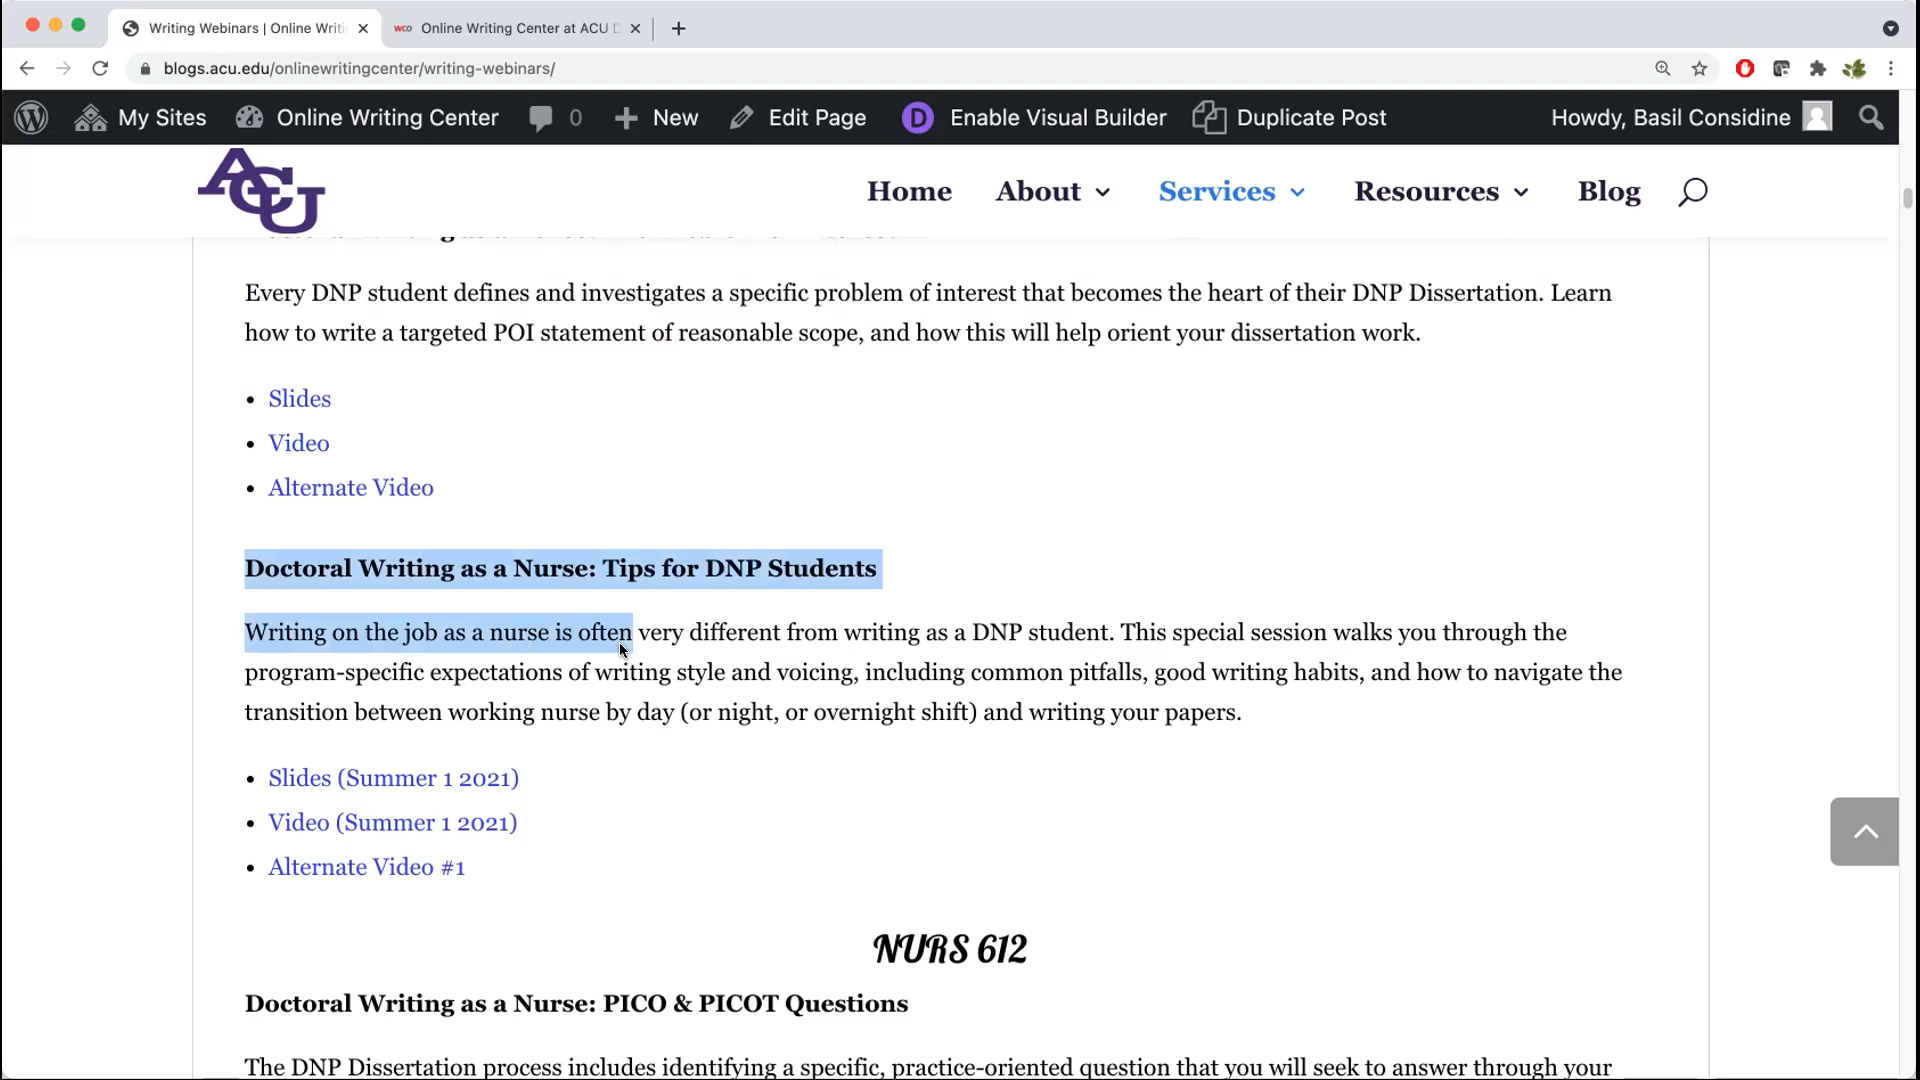 Writing Webinars | Online Writi
wco Online Writing Center at ACU D
blogs.acu.edu/onlinewritingcenter/writing-webinars/
My Sites Online Writing Center 0 New Edit Page D Enable Visual Builder Duplicate Post Howdy, Basil Considine
ACU Home About Services Resources Blog
Every DNP student defines and investigates a specific problem of interest that becomes the heart of their DNP Dissertation. Learn
how to write a targeted POI statement of reasonable scope, and how this will help orient your dissertation work.
• Slides
• Video
• Alternate Video
Doctoral Writing as a Nurse: Tips for DNP Students
Writing on the job as a nurse is often very different from writing as a DNP student. This special session walks you through the
program-specific expectations of writing style and voicing, including common pitfalls, good writing habits, and how to navigate the
transition between working nurse by day (or night, or overnight shift) and writing your papers.
• Slides (Summer 1 2021)
• Video (Summer 1 2021)
• Alternate Video #1
NURS 612
Doctoral Writing as a Nurse: PICO & PICOT Questions
The DNP Dissertation process includes identifying a specific, practice-oriented question that you will seek to answer through your